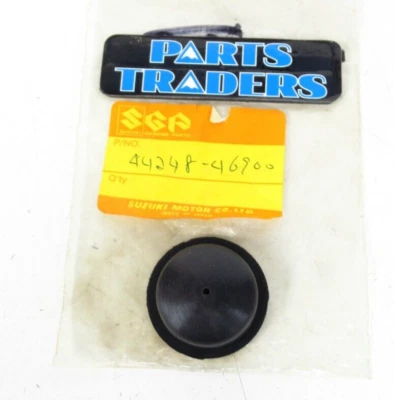 PARTS
TRADERS
SGP
P/NO.
44248-46900
Q'ty
SUZUKI MOTOR CO.,LTD.